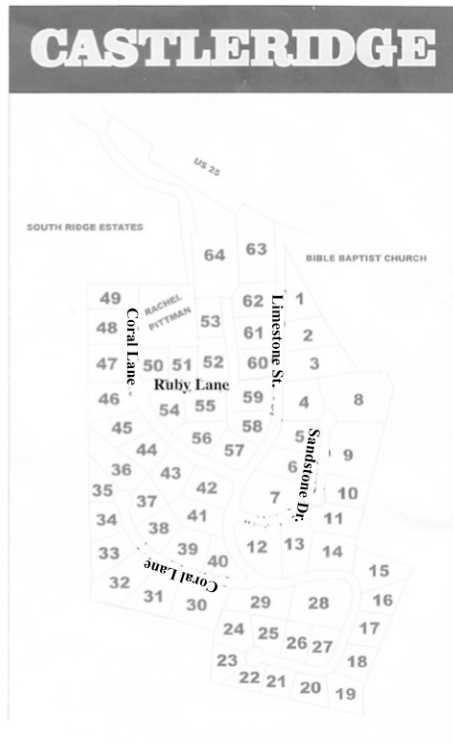 CASTLERIDGE
US 25
SOUTH RIDGE ESTATES
BIBLE BAPTIST CHURCH
64 63
49 RACHEL PITTMAN 62 1
48 53 61 2
Coral Lane
Limestone St.
47 50 51 52 60 3
Ruby Lane
46 54 55 59 4 8
45 56 58 5
44 57 6 9
Sandstone Dr.
36 43 42 7 10
35 37 41 11
34 38
33 39 40 12 13 14
Coral Lane
32 31 30 29 28 15
16
24 25 26 27 17
23 18
22 21 20 19